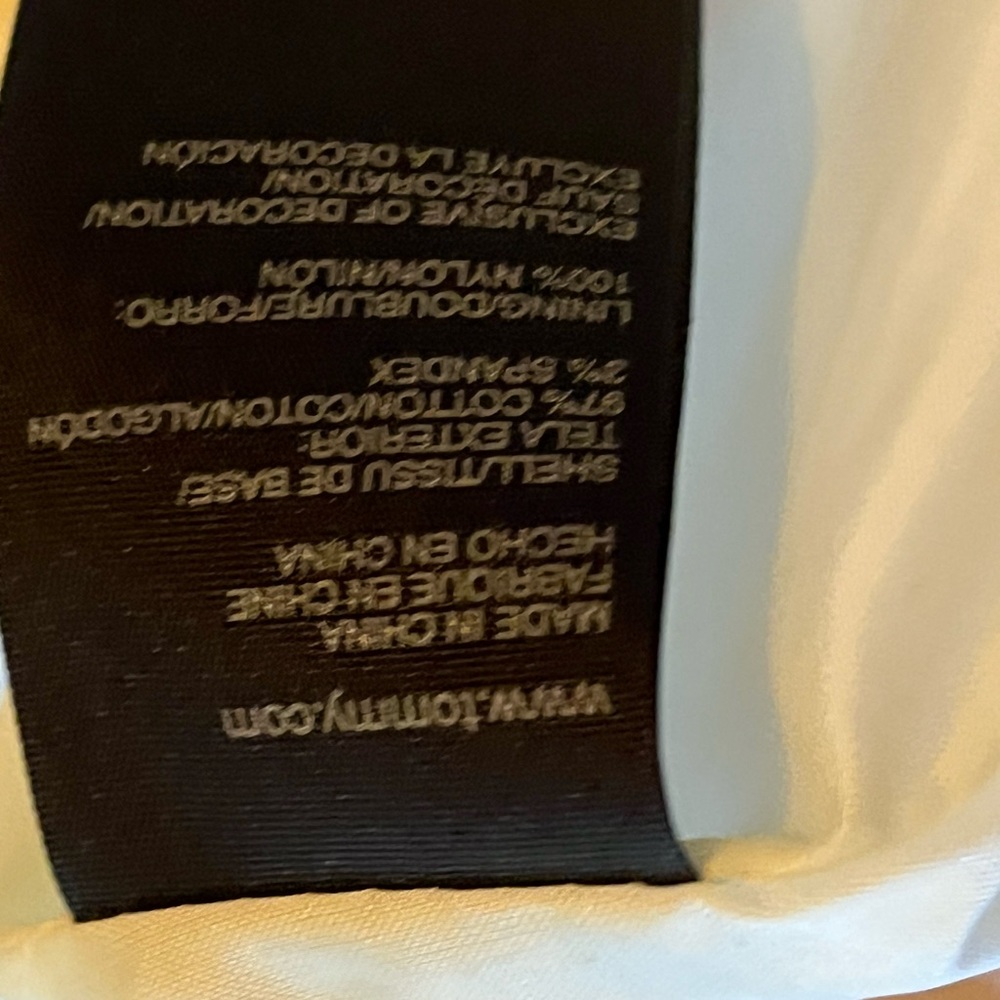 www.tommy.com
MADE IN CHINA
FABRIQUE EN CHINE
HECHO EN CHINA
SHELL/TISSU DE BASE/
TELA EXTERIOR:
97% COTTON/COTON/ALGODÓN
3% SPANDEX
LINING/DOUBLURE/FORRO:
100% NYLON/NILON
EXCLUSIVE OF DECORATION/
SAUF DECORATION/
EXCLUYE LA DECORACIÓN